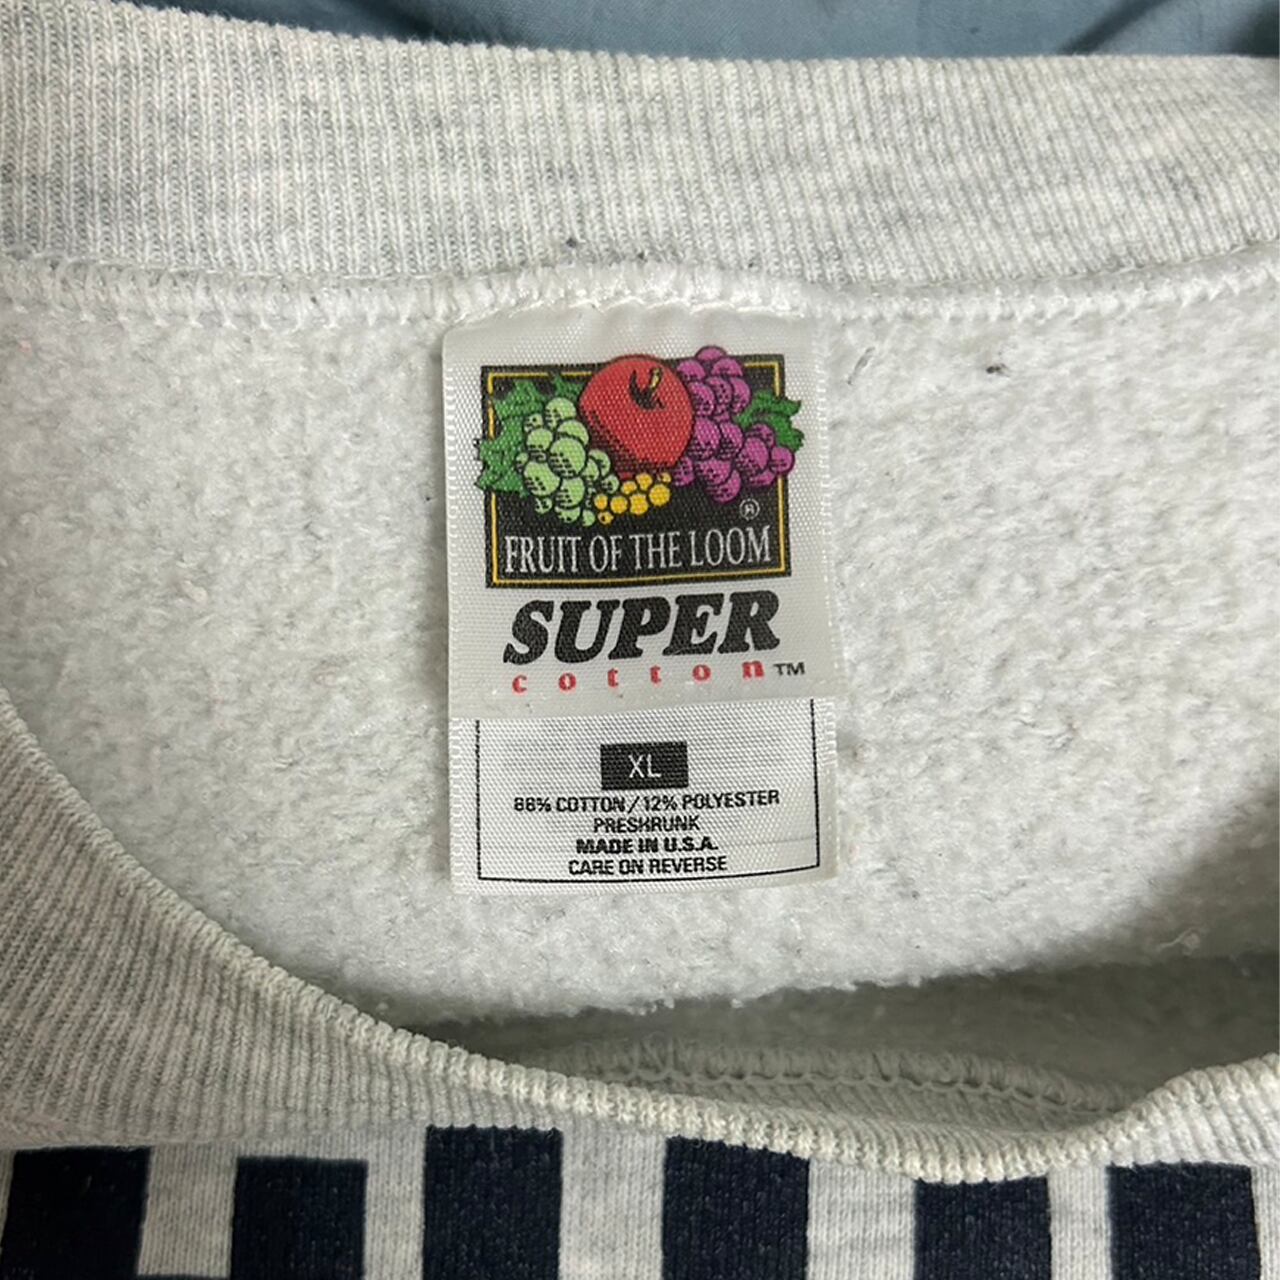 ®
FRUIT OF THE LOOM
SUPER
cotton™
XL
88% COTTON/12% POLYESTER
PRESHRUNK
MADE IN U.S.A.
CARE ON REVERSE